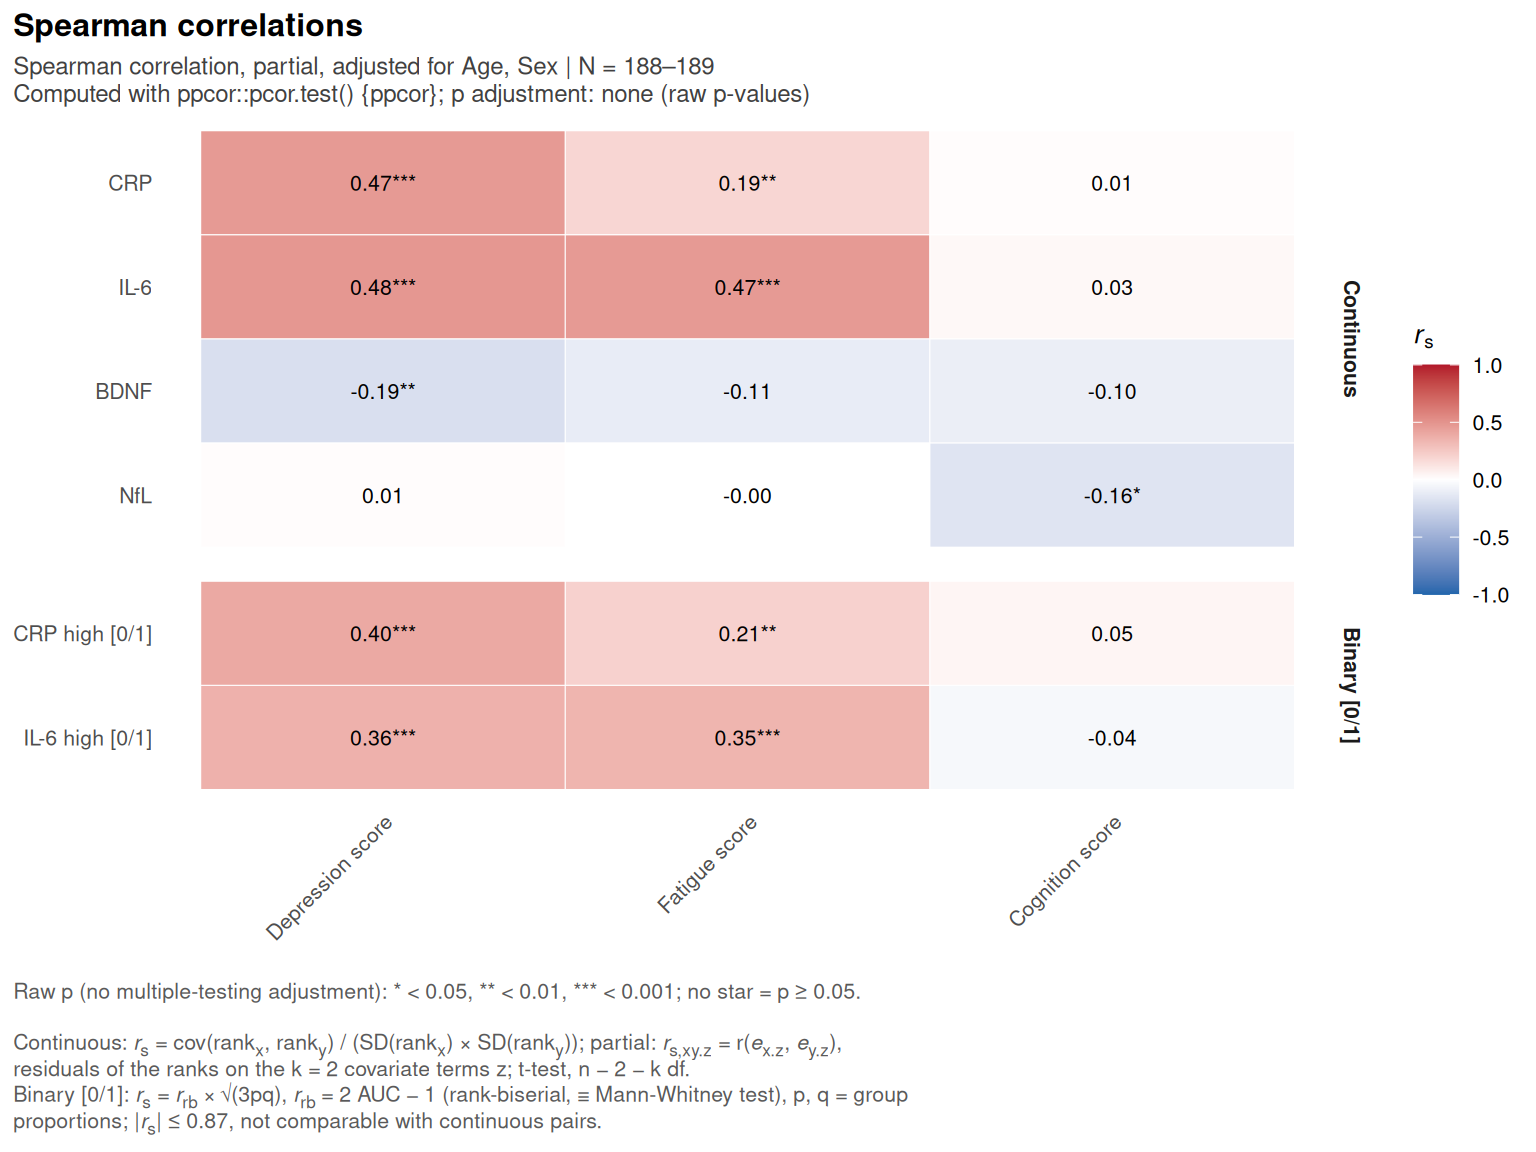 Spearman correlations
Spearman correlation, partial, adjusted for Age, Sex | N = 188–189
Computed with ppcor::pcor.test() {ppcor}; p adjustment: none (raw p-values)
CRP 0.47*** 0.19** 0.01
IL-6 0.48*** 0.47*** 0.03
BDNF -0.19** -0.11 -0.10
NfL 0.01 -0.00 -0.16*
Continuous
CRP high [0/1] 0.40*** 0.21** 0.05
IL-6 high [0/1] 0.36*** 0.35*** -0.04
Binary [0/1]
Depression score
Fatigue score
Cognition score
rs
1.0
0.5
0.0
-0.5
-1.0
Raw p (no multiple-testing adjustment): * < 0.05, ** < 0.01, *** < 0.001; no star = p ≥ 0.05.
Continuous: rs = cov(rankx, ranky) / (SD(rankx) × SD(ranky)); partial: rs,xy.z = r(ex.z, ey.z),
residuals of the ranks on the k = 2 covariate terms z; t-test, n − 2 − k df.
Binary [0/1]: rs = rrb × √(3pq), rrb = 2 AUC − 1 (rank-biserial, ≡ Mann-Whitney test), p, q = group
proportions; |rs| ≤ 0.87, not comparable with continuous pairs.